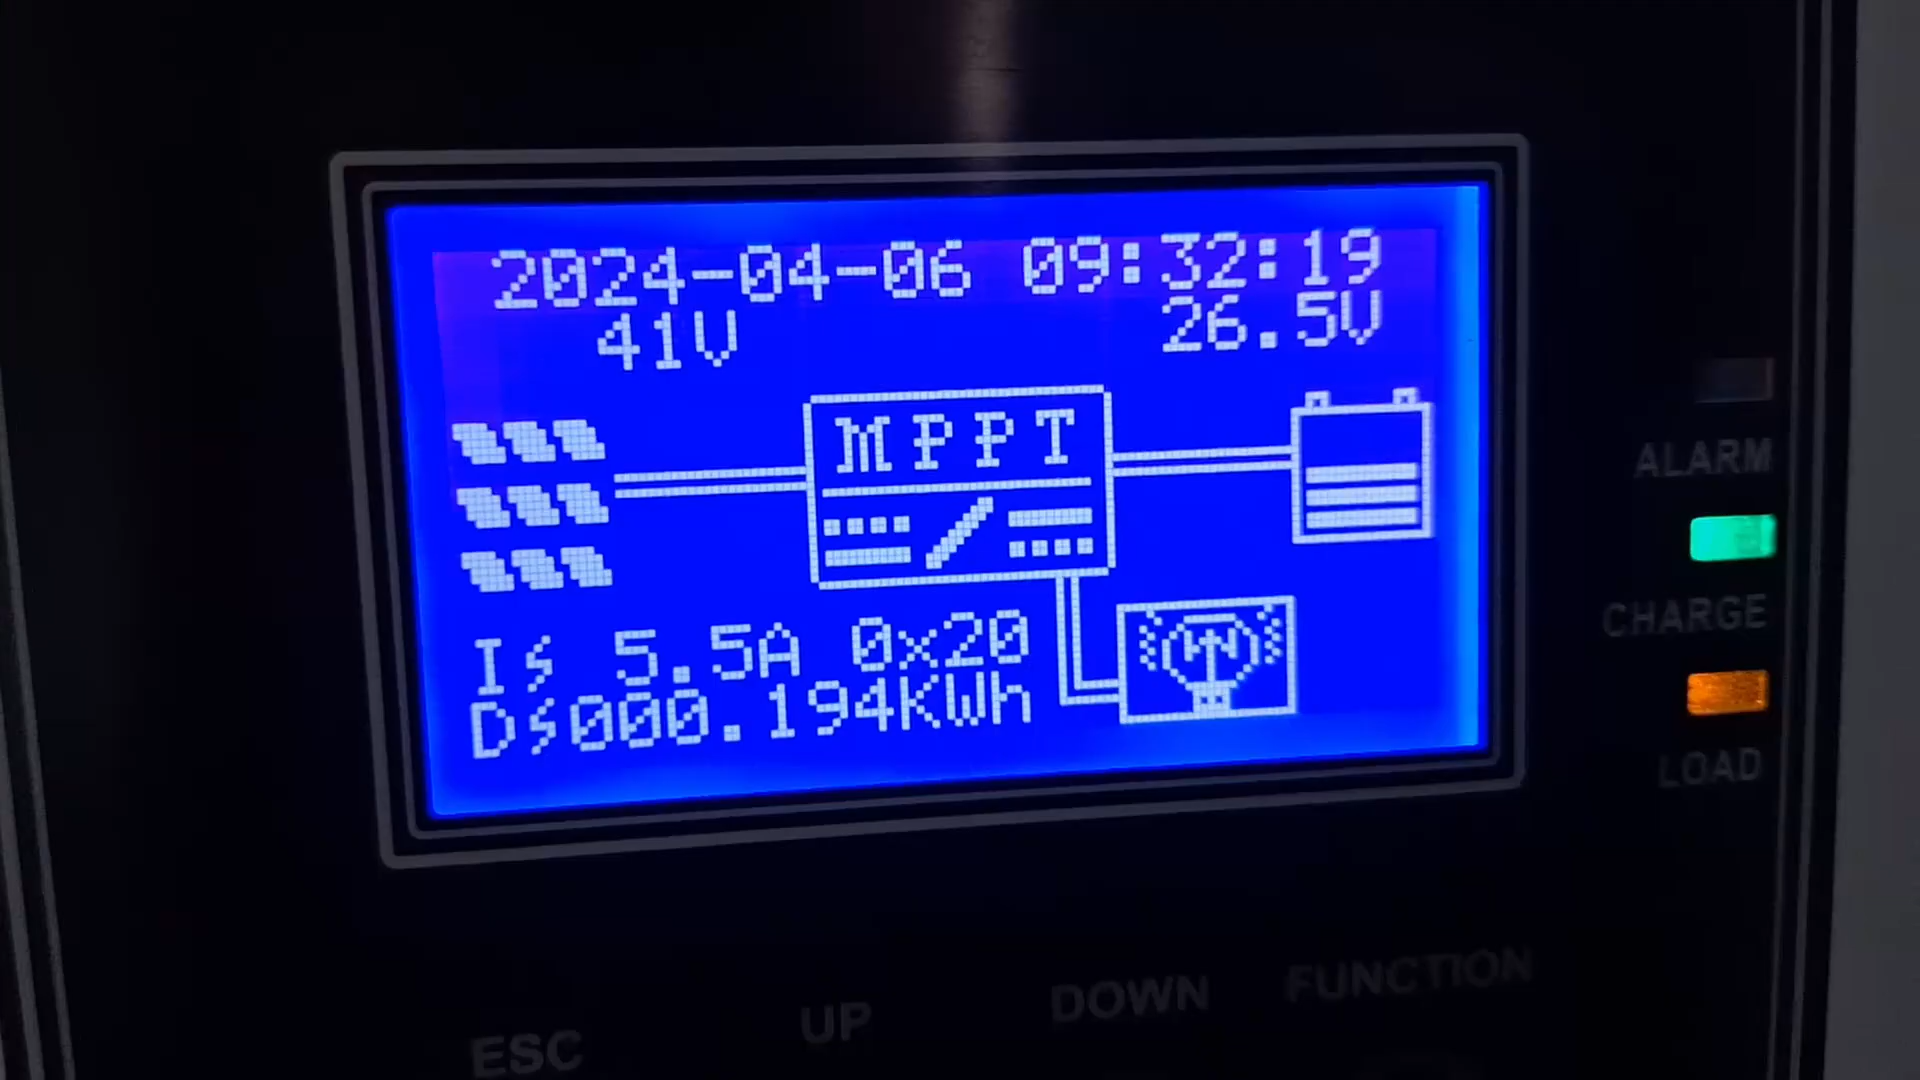 2024-04-06 09:32:19
41V 26.5V
MPPT
I 5.5A 0x20
D 000.194KWh
ALARM
CHARGE
LOAD
ESC UP DOWN FUNCTION